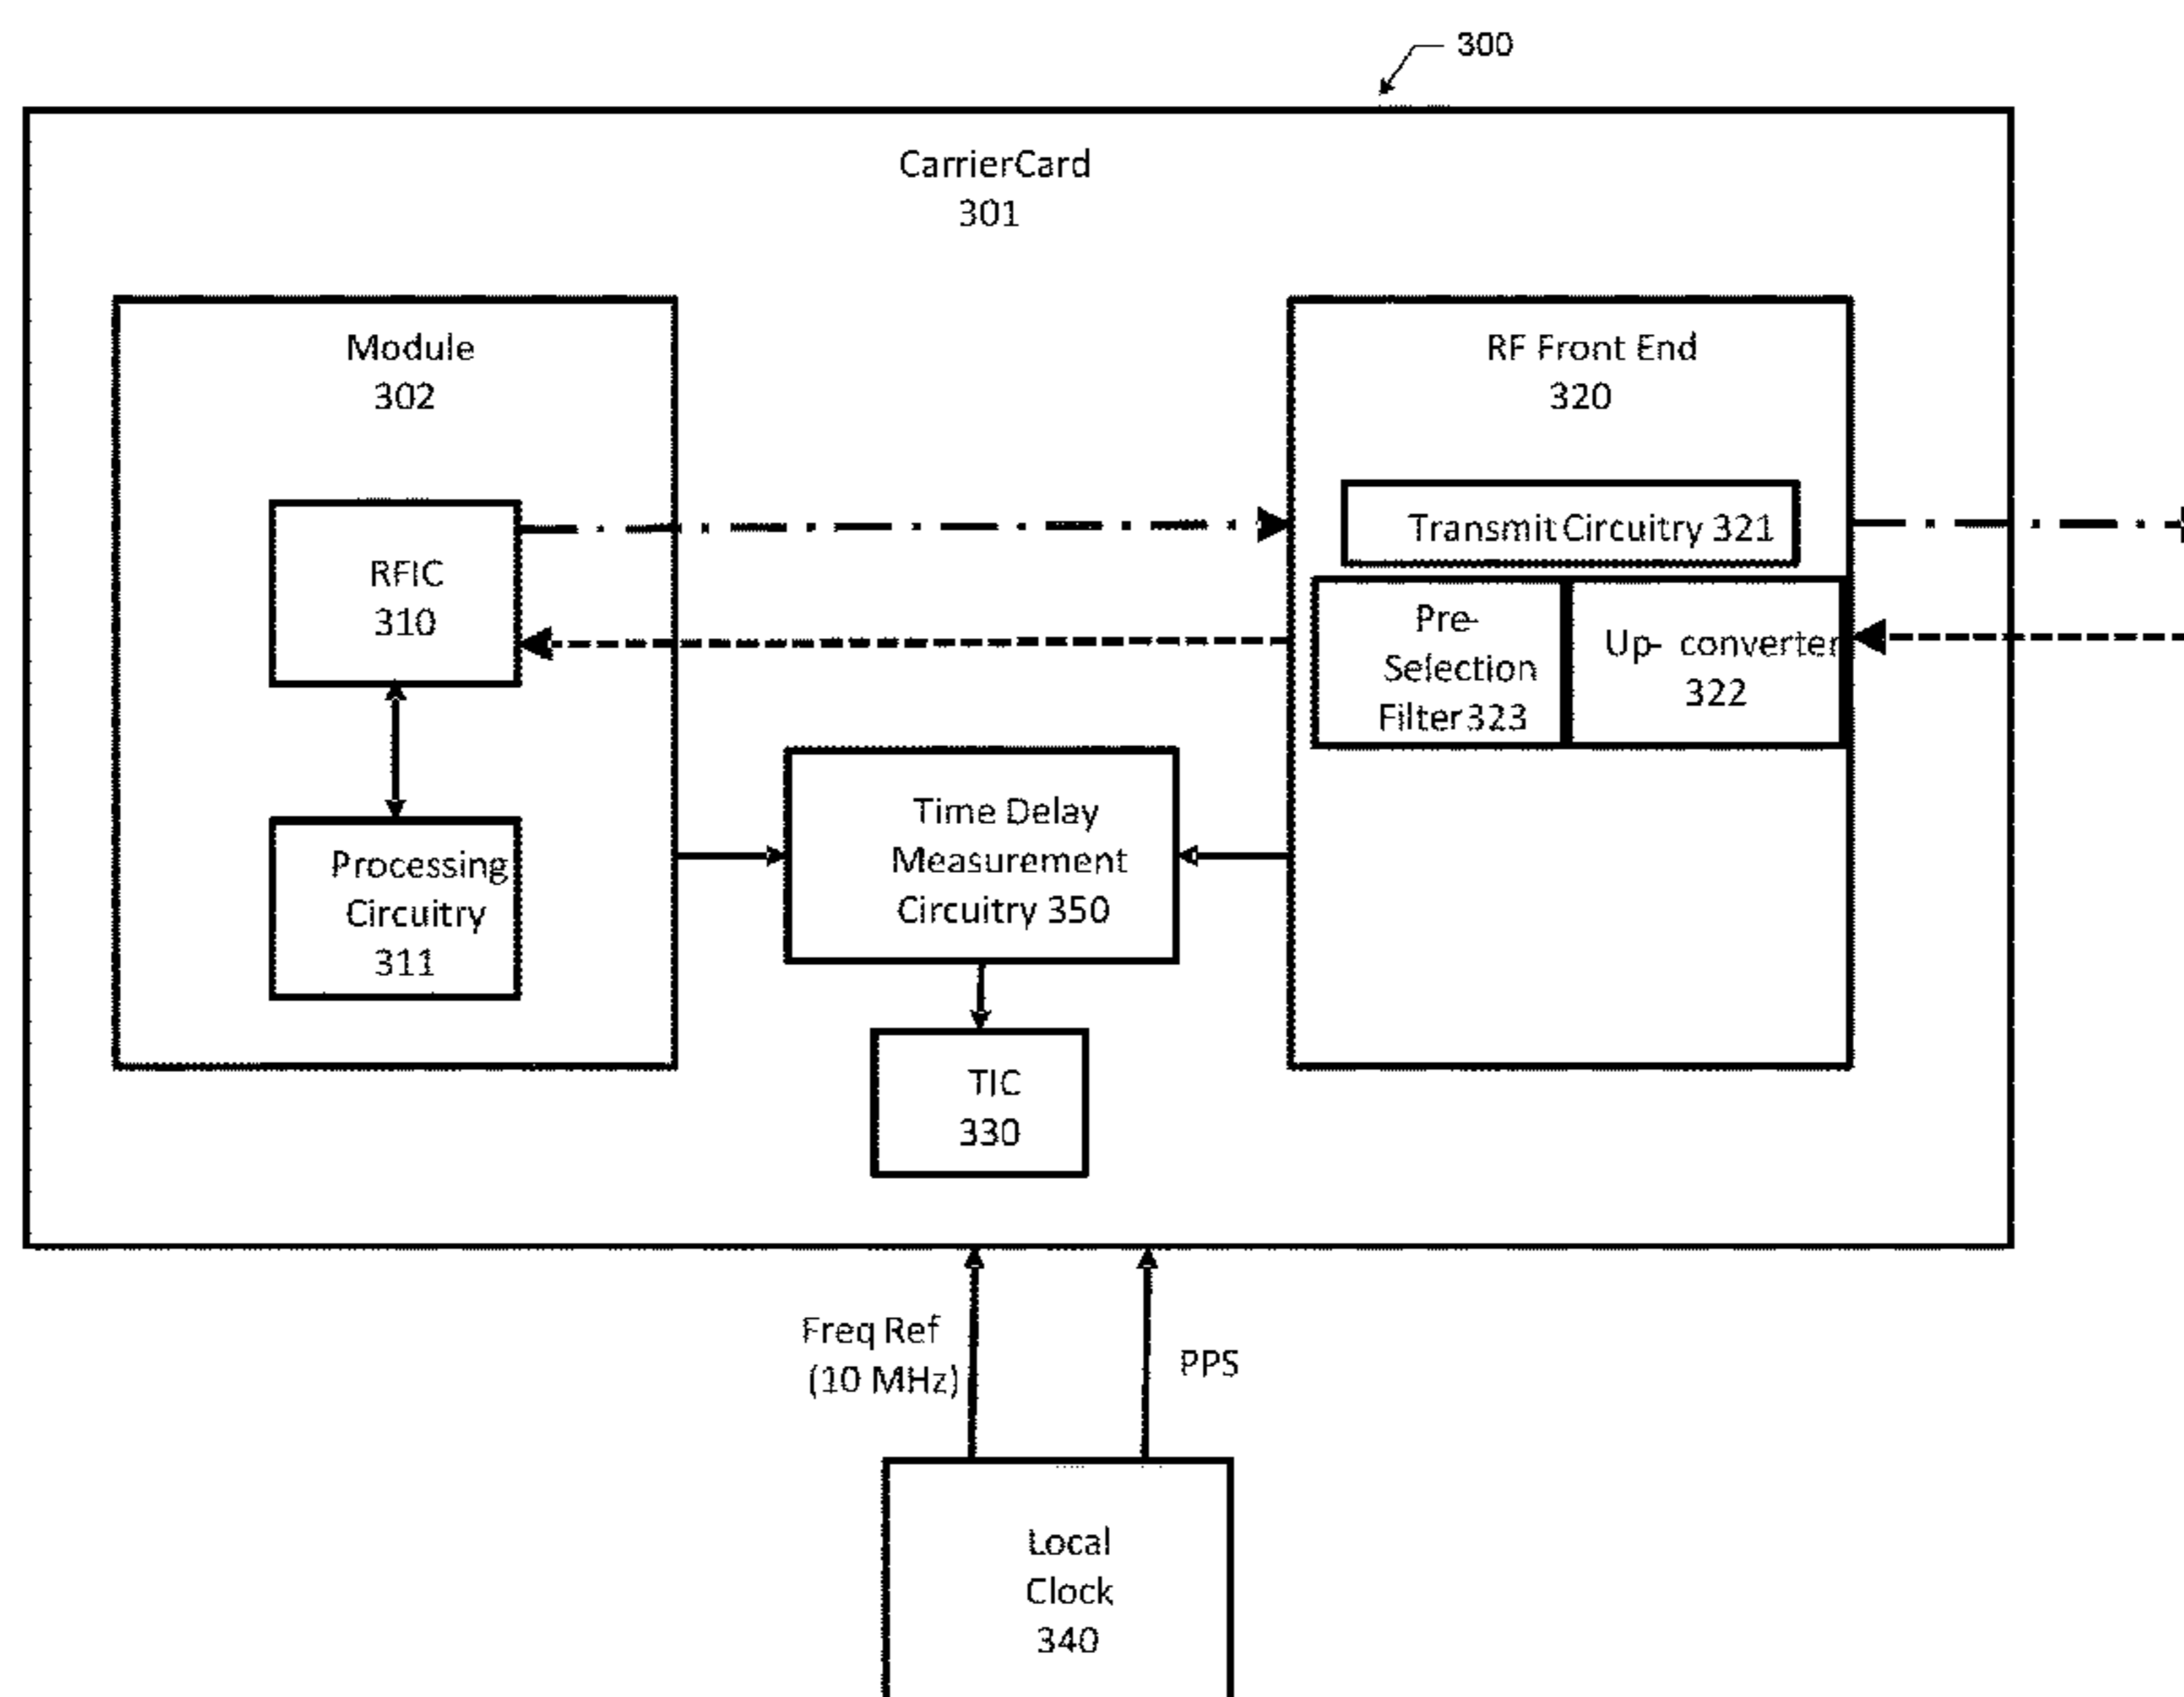 300
CarrierCard
301
Module
302
RF Front End
320
Transmit Circuitry 321
RFIC
310
Pre-
Selection
Filter 323
Up- converter
322
Time Delay
Measurement
Circuitry 350
Processing
Circuitry
311
TIC
330
Freq Ref
(10 MHz)
PPS
Local
Clock
340